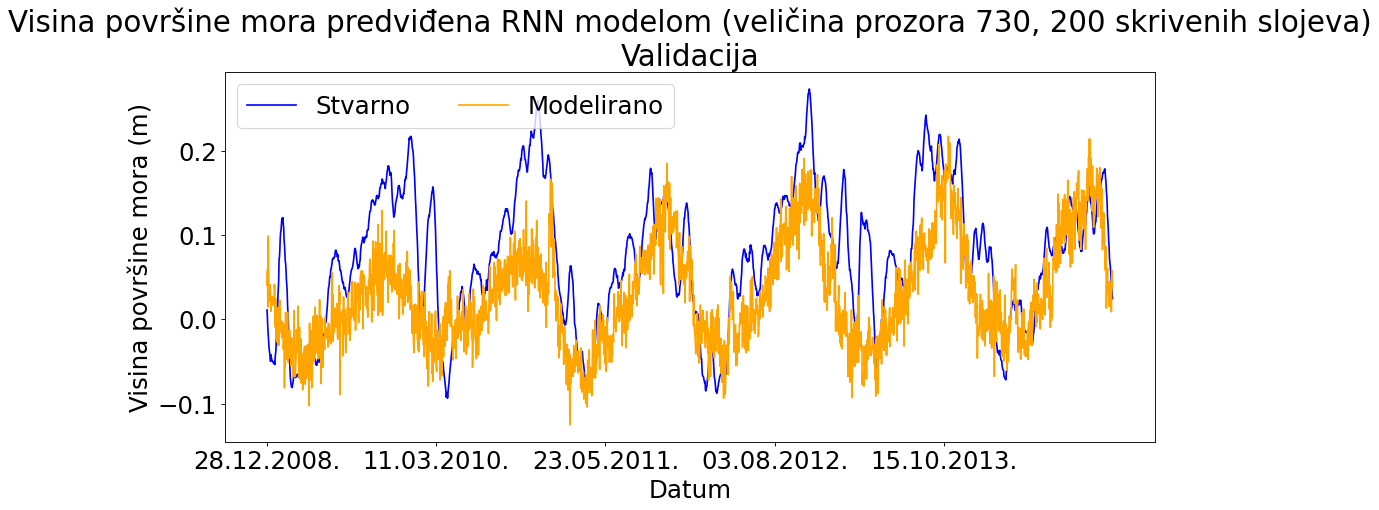 Visina površine mora predviđena RNN modelom (veličina prozora 730, 200 skrivenih slojeva)
Validacija
Stvarno
Modelirano
Visina površine mora (m)
0.2
0.1
0.0
−0.1
28.12.2008.
11.03.2010.
23.05.2011.
03.08.2012.
15.10.2013.
Datum